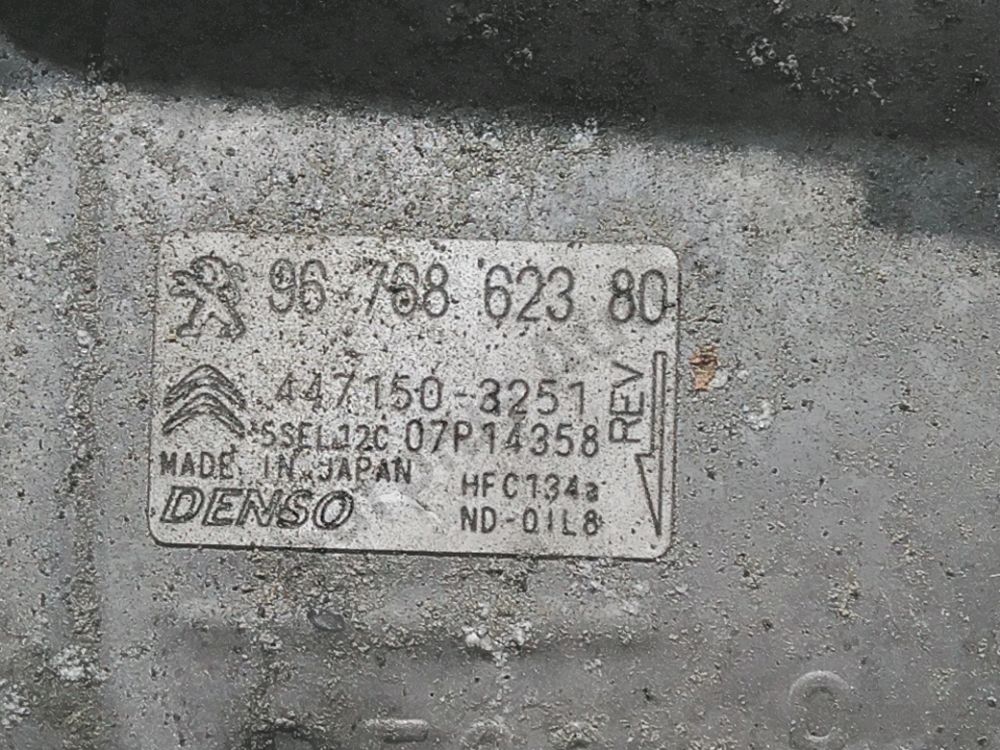 96 768 623 80
447150-3251
5SEL12C 07P14358
REV
MADE IN JAPAN
HFC134a
DENSO
ND-OIL8